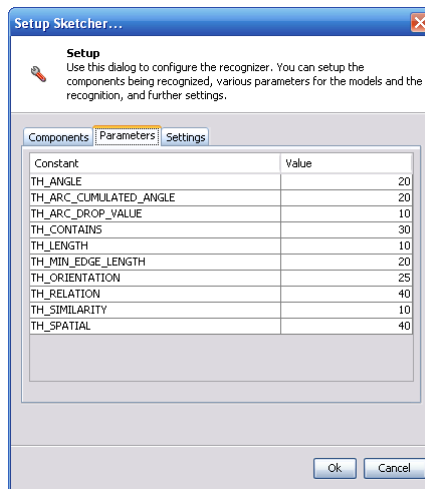 Setup Sketcher...
Setup
Use this dialog to configure the recognizer. You can setup the
components being recognized, various parameters for the models and the
recognition, and further settings.
Components Parameters Settings
Constant Value
TH_ANGLE 20
TH_ARC_CUMULATED_ANGLE 20
TH_ARC_DROP_VALUE 10
TH_CONTAINS 30
TH_LENGTH 10
TH_MIN_EDGE_LENGTH 20
TH_ORIENTATION 25
TH_RELATION 40
TH_SIMILARITY 10
TH_SPATIAL 40
Ok Cancel